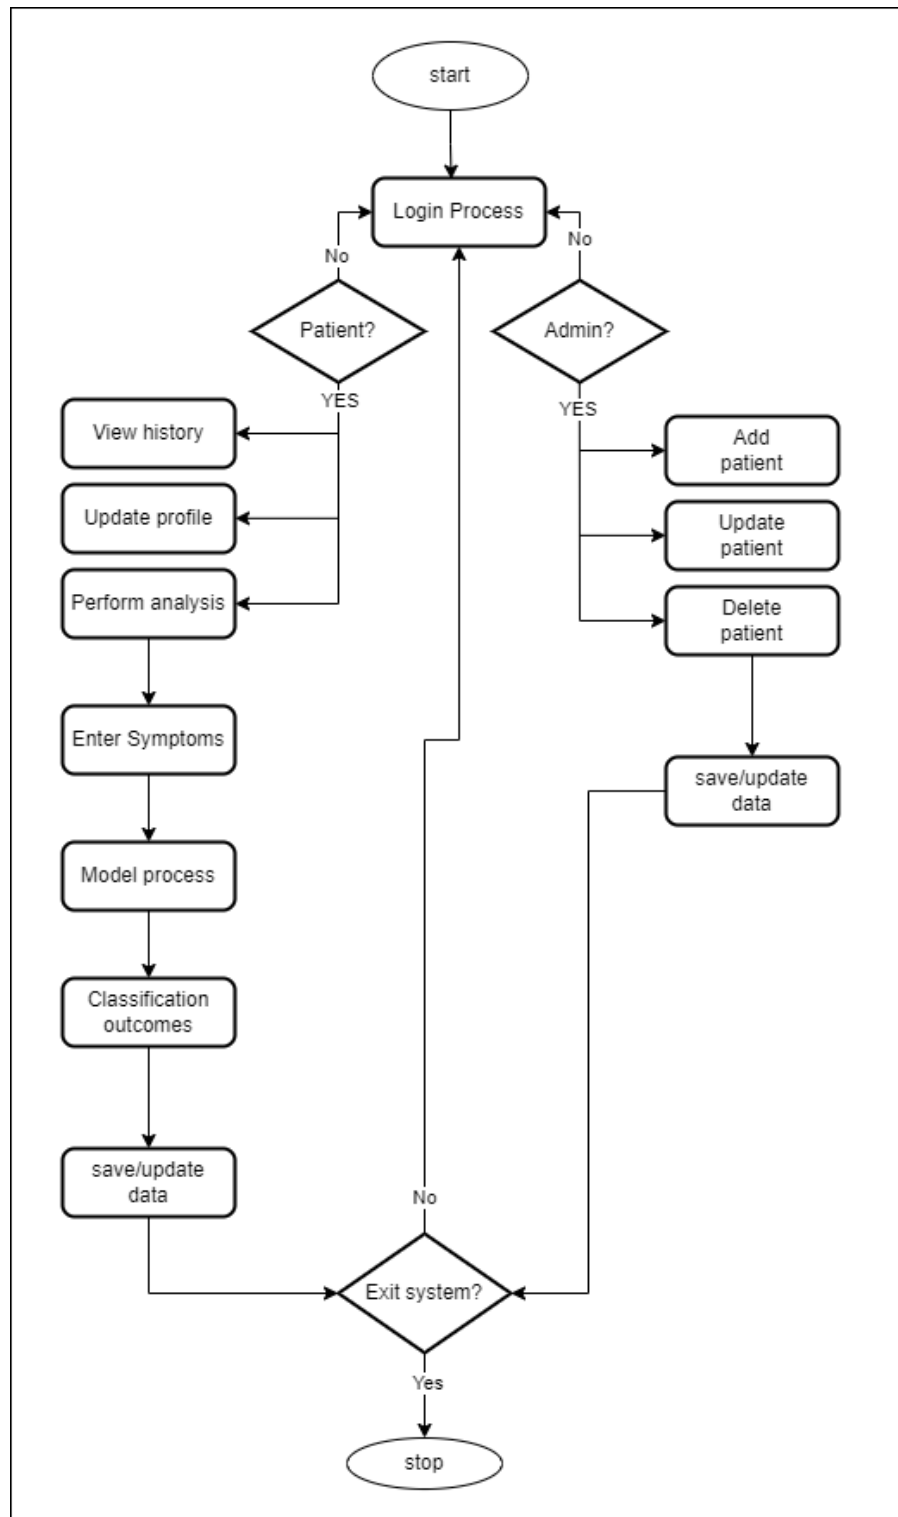 start
Login Process
No
No
Patient?
Admin?
YES
YES
View history
Add
patient
Update profile
Update
patient
Perform analysis
Delete
patient
Enter Symptoms
save/update
data
Model process
Classification
outcomes
save/update
data
No
Exit system?
Yes
stop